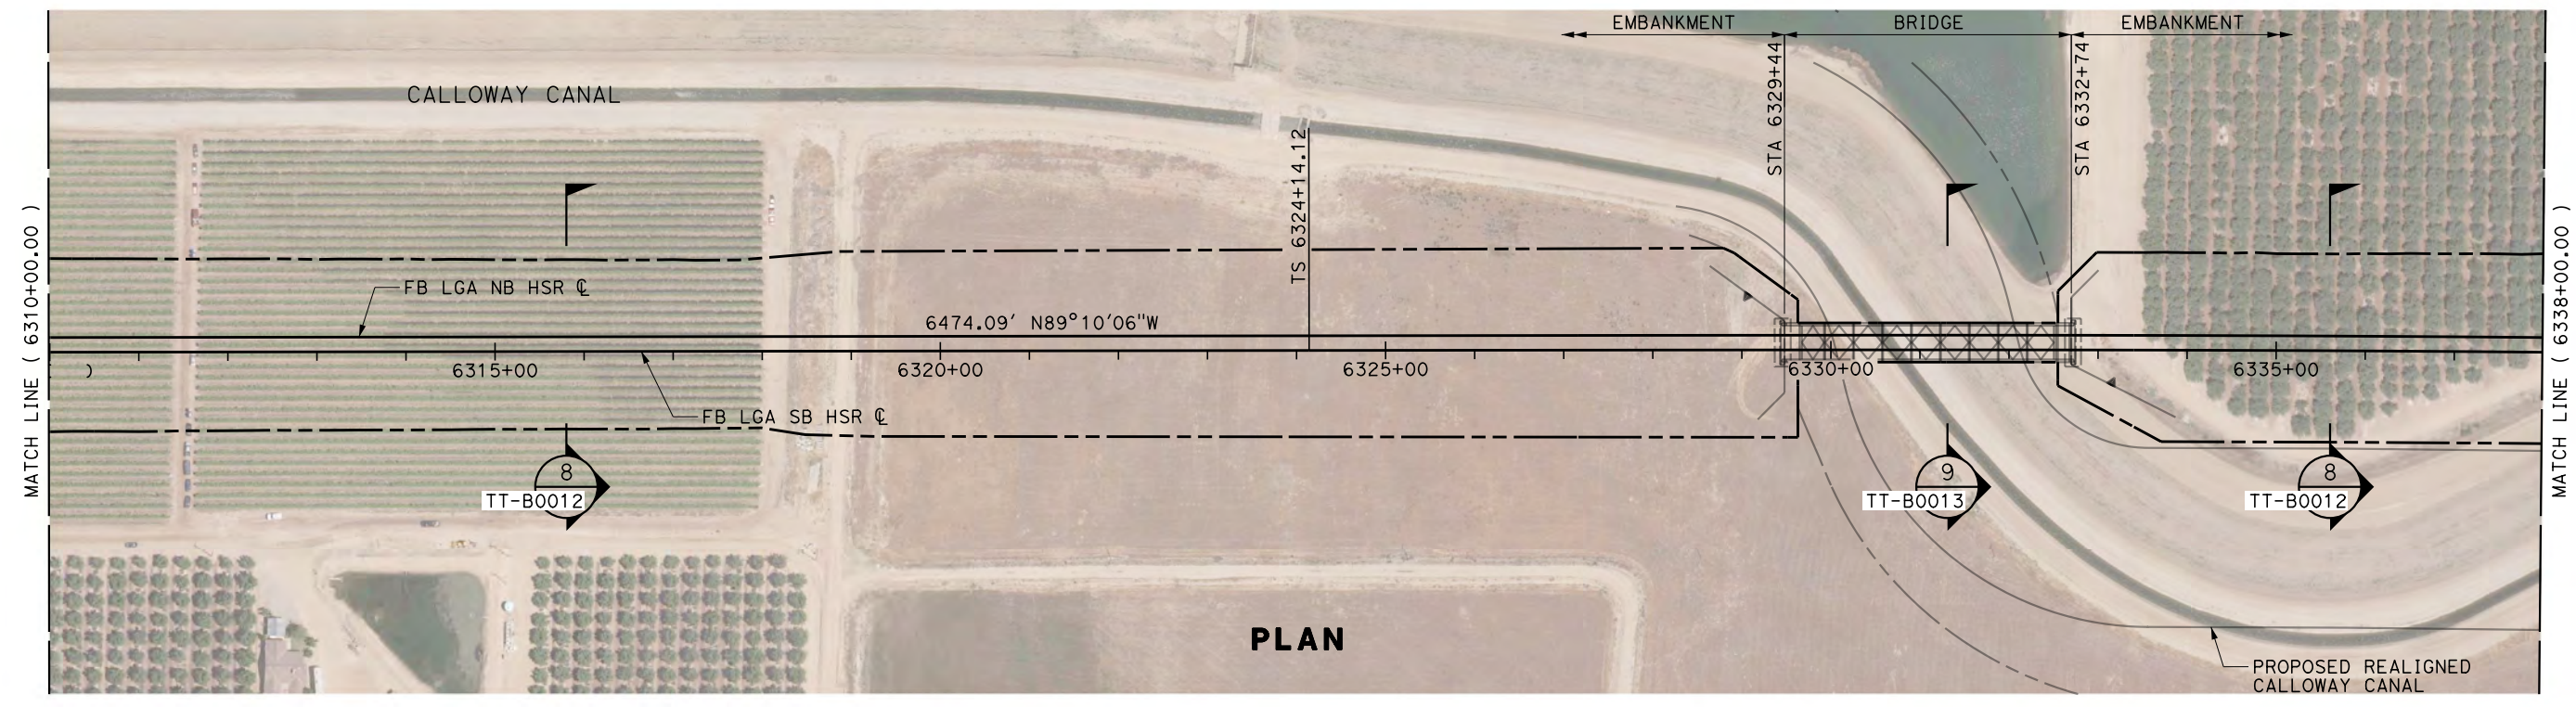 EMBANKMENT
BRIDGE
EMBANKMENT
CALLOWAY CANAL
STA 6329+44
STA 6332+74
TS 6324+14.12
MATCH LINE ( 6310+00.00 )
MATCH LINE ( 6338+00.00 )
FB LGA NB HSR ℄
6474.09' N89°10'06"W
)
6315+00
6320+00
6325+00
6330+00
6335+00
FB LGA SB HSR ℄
8
TT-B0012
9
TT-B0013
8
TT-B0012
PLAN
PROPOSED REALIGNED
CALLOWAY CANAL